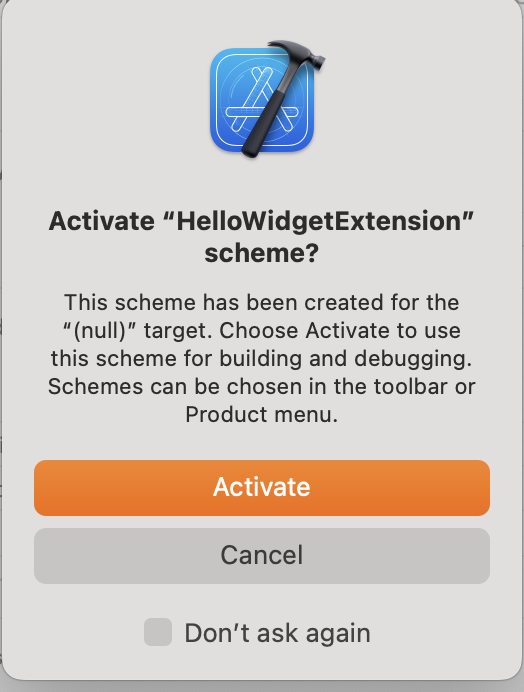 Activate “HelloWidgetExtension”
scheme?
This scheme has been created for the
“(null)” target. Choose Activate to use
this scheme for building and debugging.
Schemes can be chosen in the toolbar or
Product menu.
Activate
Cancel
Don’t ask again